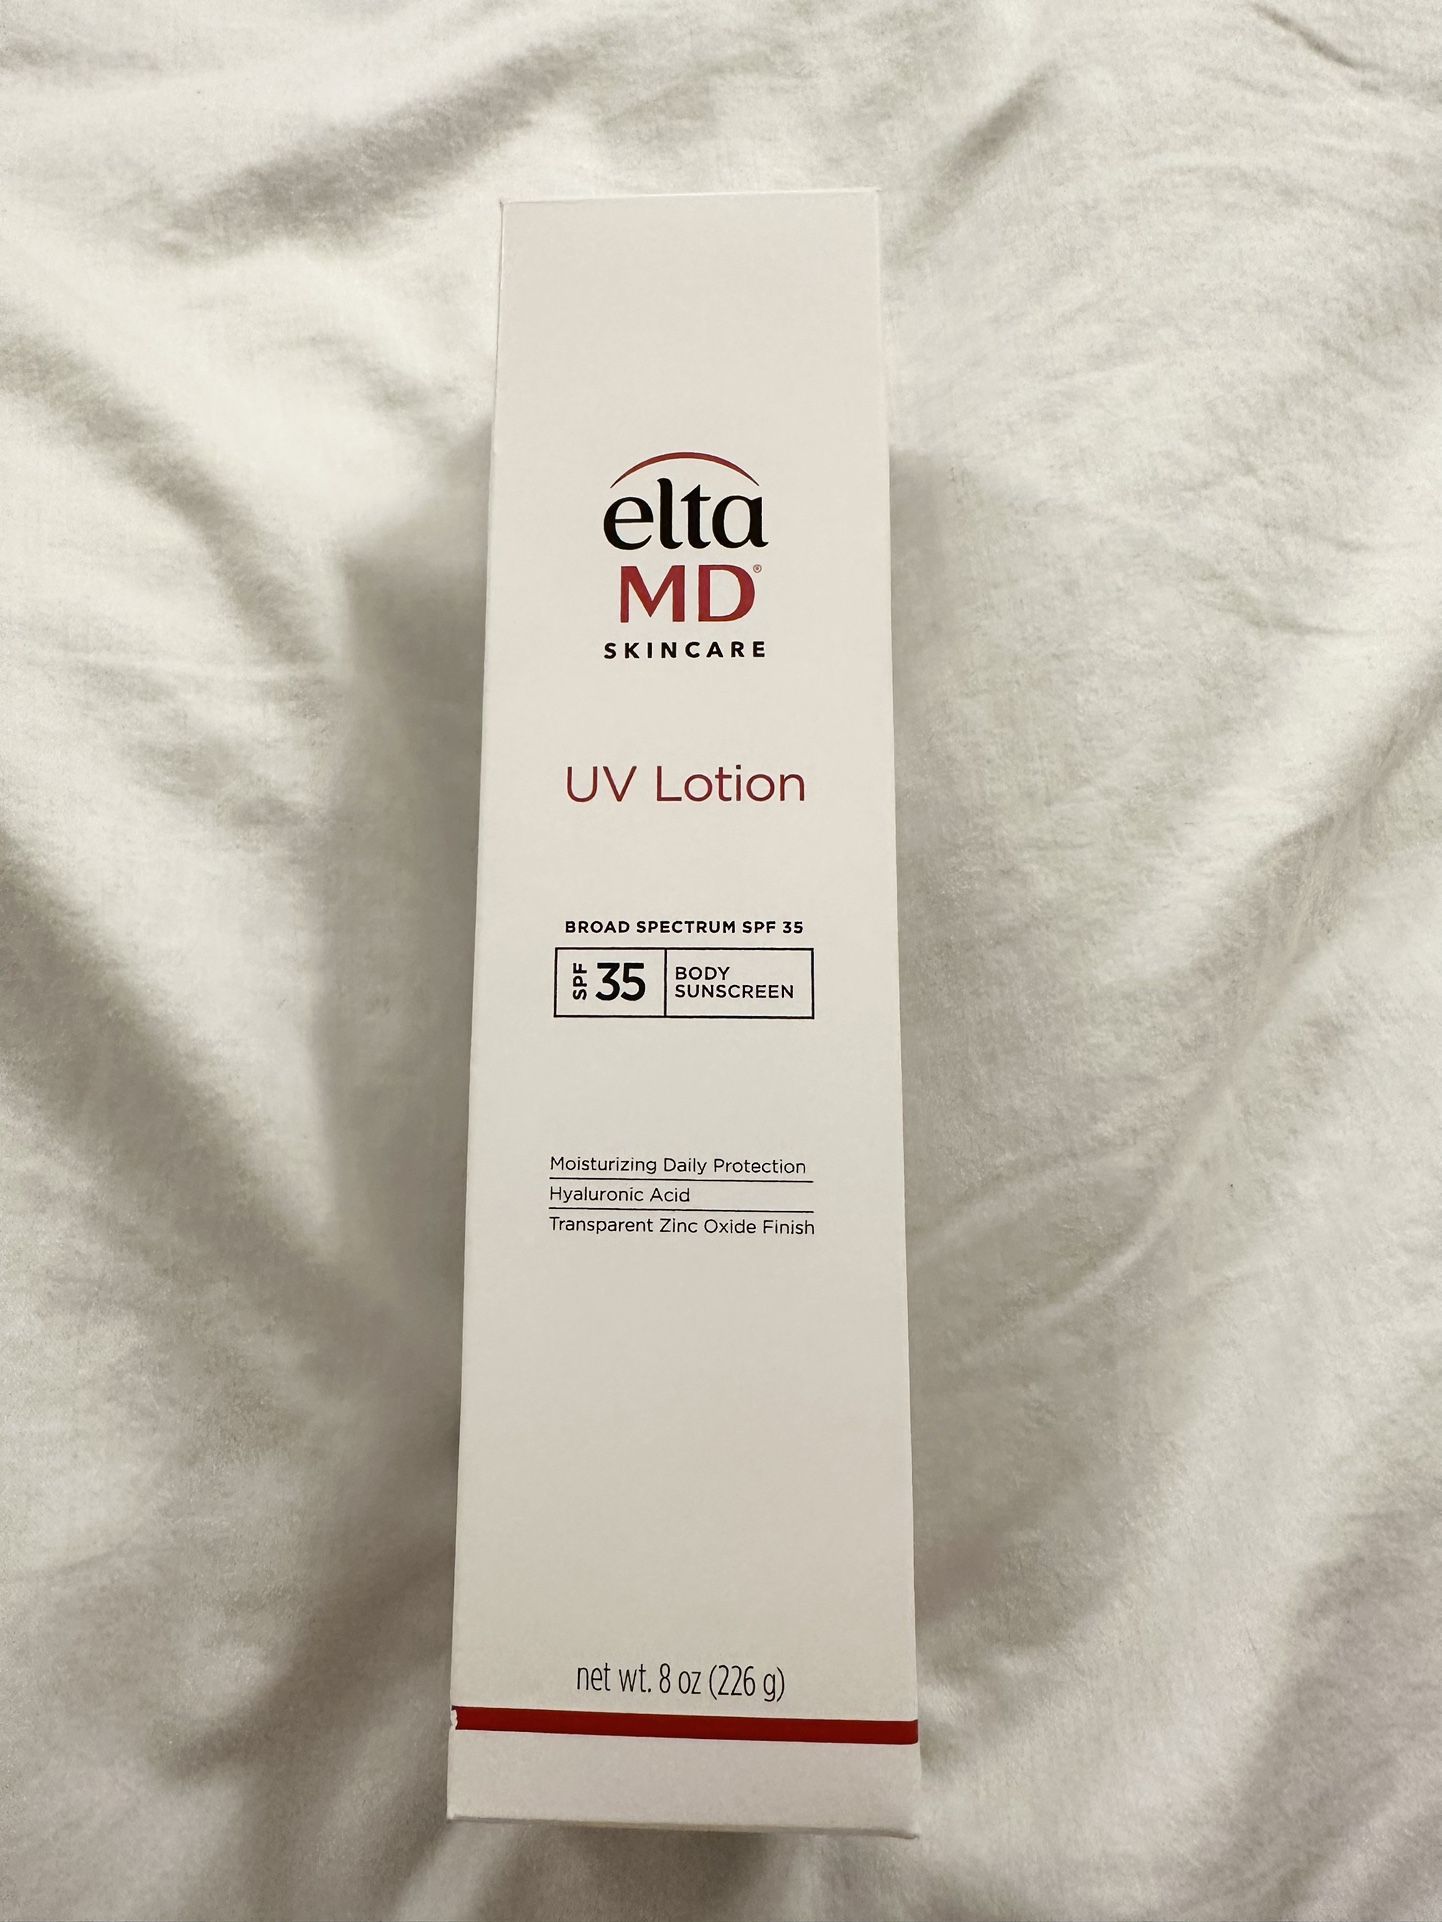 elta
MD®
SKINCARE
UV Lotion
BROAD SPECTRUM SPF 35
SPF 35 BODY
SUNSCREEN
Moisturizing Daily Protection
Hyaluronic Acid
Transparent Zinc Oxide Finish
net wt. 8 oz (226 g)